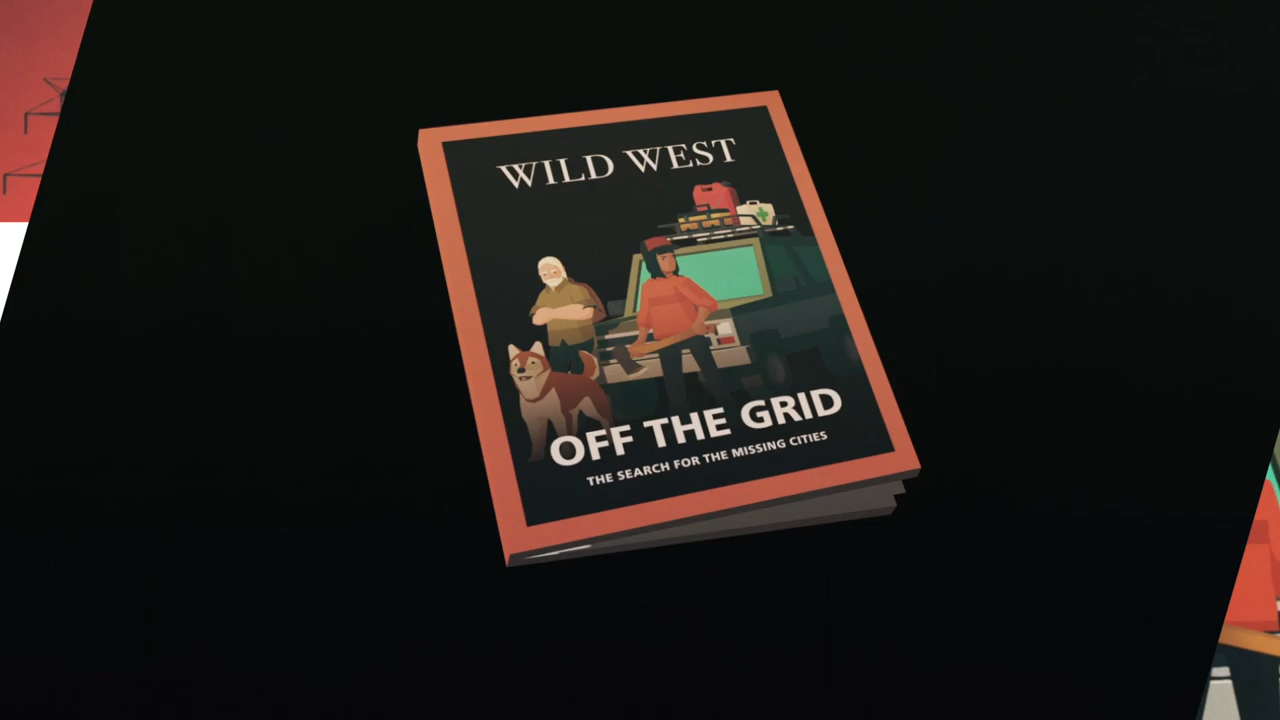 WILD WEST
OFF THE GRID
THE SEARCH FOR THE MISSING CITIES